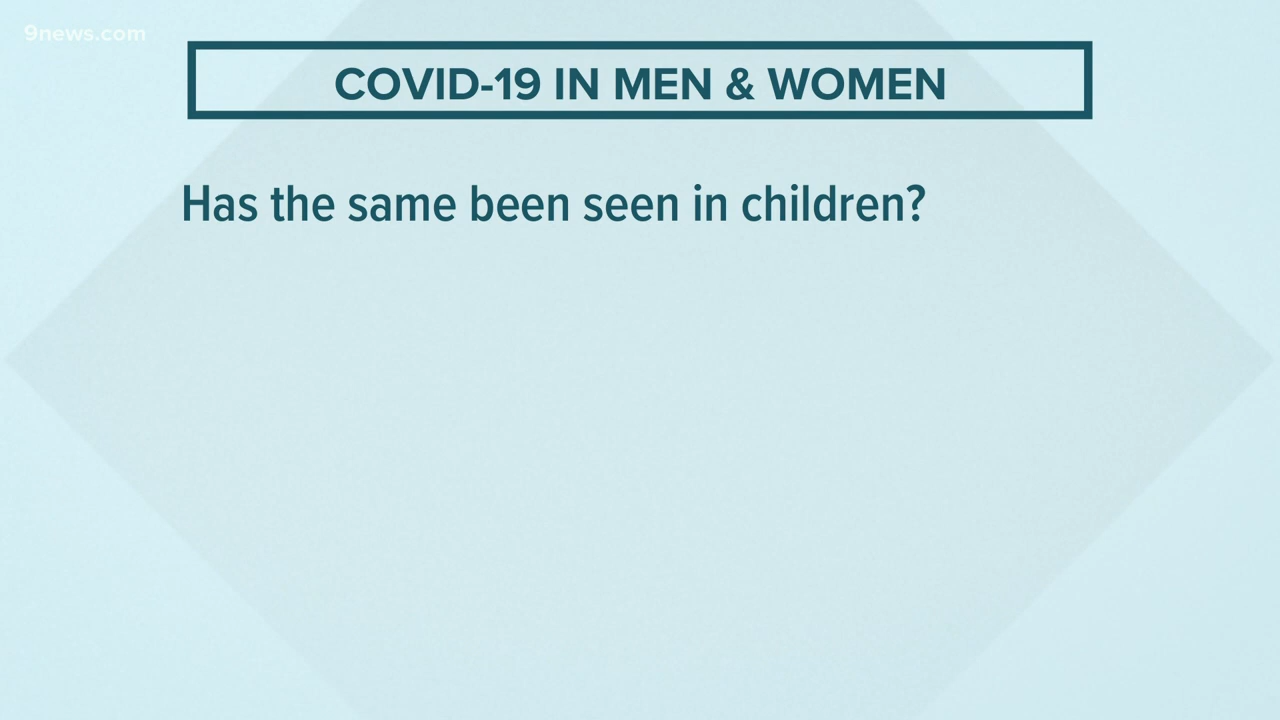 9news.com
COVID-19 IN MEN & WOMEN
Has the same been seen in children?